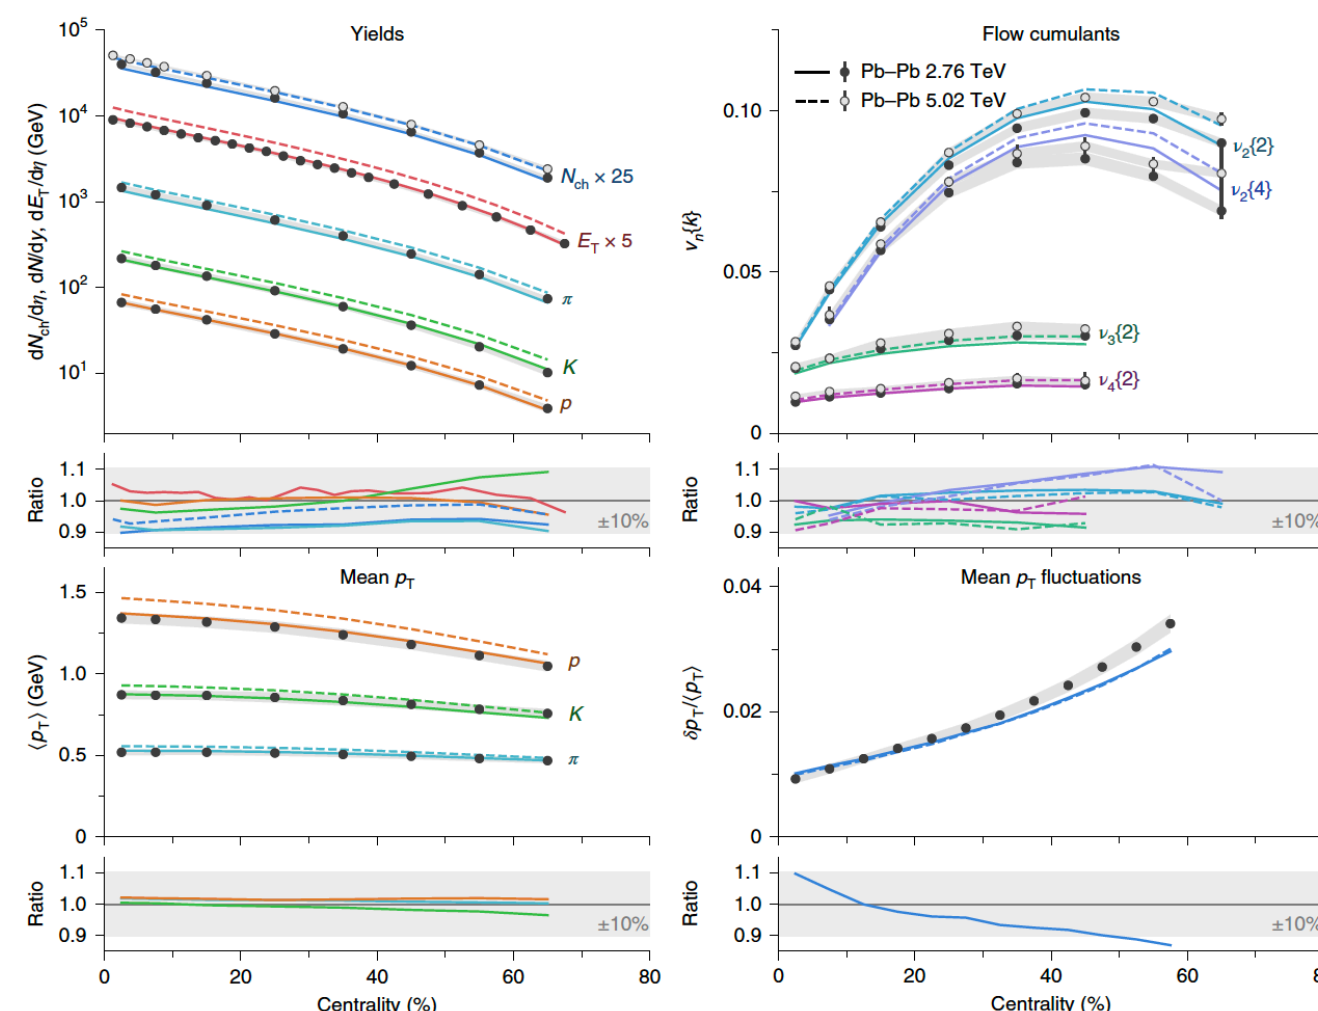 Yields
10^5
10^4
10^3
10^2
10^1
dN_ch/dη, dN/dy, dE_T/dη (GeV)
N_ch × 25
E_T × 5
π
K
p
Ratio
1.1
1.0
0.9
±10%
Mean p_T
1.5
1.0
0.5
0
⟨p_T⟩ (GeV)
p
K
π
Ratio
1.1
1.0
0.9
±10%
0 20 40 60 80
Centrality (%)
Flow cumulants
Pb–Pb 2.76 TeV
Pb–Pb 5.02 TeV
0.10
0.05
0
ν_n{k}
ν_2{2}
ν_2{4}
ν_3{2}
ν_4{2}
Ratio
1.1
1.0
0.9
±10%
Mean p_T fluctuations
0.04
0.02
0
δp_T/⟨p_T⟩
Ratio
1.1
1.0
0.9
±10%
0 20 40 60
Centrality (%)